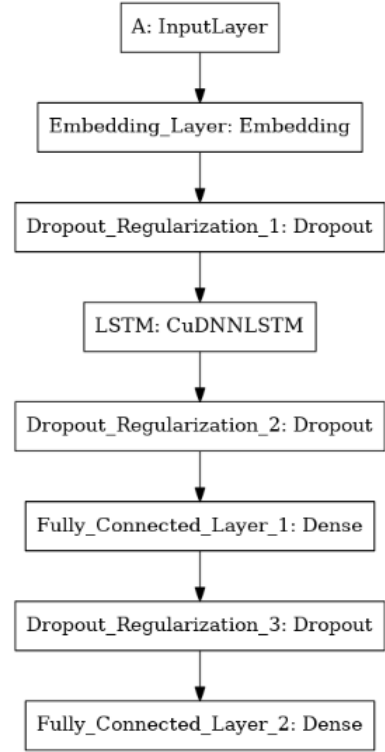 A: InputLayer
Embedding_Layer: Embedding
Dropout_Regularization_1: Dropout
LSTM: CuDNNLSTM
Dropout_Regularization_2: Dropout
Fully_Connected_Layer_1: Dense
Dropout_Regularization_3: Dropout
Fully_Connected_Layer_2: Dense